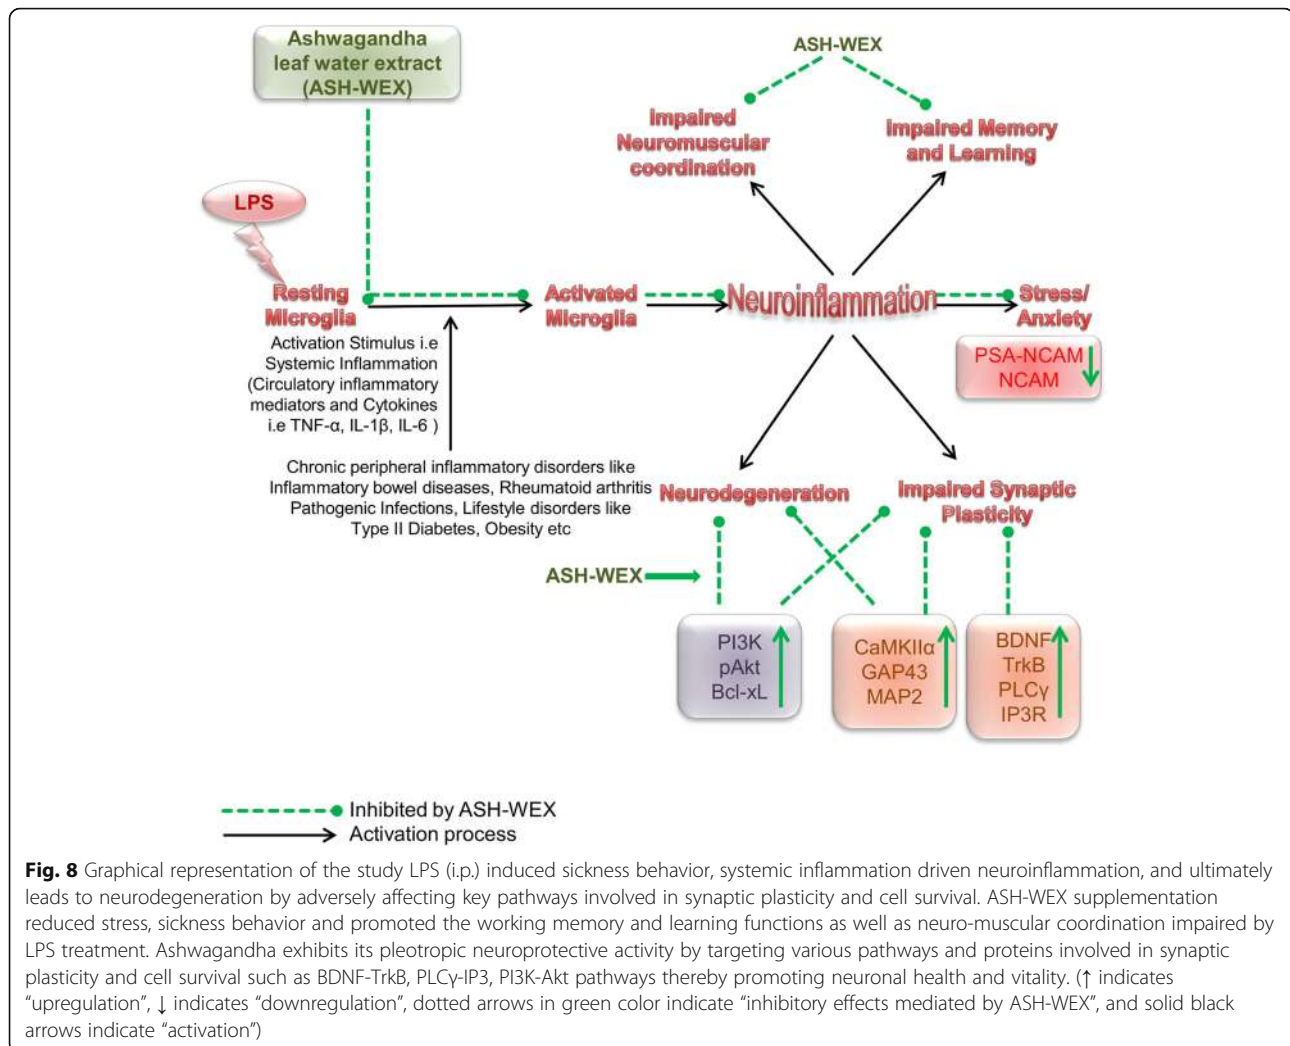 Ashwagandha
leaf water extract
(ASH-WEX)
ASH-WEX
Impaired
Neuromuscular
coordination
Impaired Memory
and Learning
LPS
Resting
Microglia
Activated
Microglia
Neuroinflammation
Stress/
Anxiety
PSA-NCAM
NCAM
Activation Stimulus i.e
Systemic Inflammation
(Circulatory inflammatory
mediators and Cytokines
i.e TNF-α, IL-1β, IL-6 )
Chronic peripheral inflammatory disorders like
Inflammatory bowel diseases, Rheumatoid arthritis
Pathogenic Infections, Lifestyle disorders like
Type II Diabetes, Obesity etc
Neurodegeneration
Impaired Synaptic
Plasticity
ASH-WEX
PI3K
pAkt
Bcl-xL
CaMKIIα
GAP43
MAP2
BDNF
TrkB
PLCγ
IP3R
Inhibited by ASH-WEX
Activation process
Fig. 8 Graphical representation of the study LPS (i.p.) induced sickness behavior, systemic inflammation driven neuroinflammation, and ultimately
leads to neurodegeneration by adversely affecting key pathways involved in synaptic plasticity and cell survival. ASH-WEX supplementation
reduced stress, sickness behavior and promoted the working memory and learning functions as well as neuro-muscular coordination impaired by
LPS treatment. Ashwagandha exhibits its pleotropic neuroprotective activity by targeting various pathways and proteins involved in synaptic
plasticity and cell survival such as BDNF-TrkB, PLCγ-IP3, PI3K-Akt pathways thereby promoting neuronal health and vitality. (↑ indicates
“upregulation”, ↓ indicates “downregulation”, dotted arrows in green color indicate “inhibitory effects mediated by ASH-WEX”, and solid black
arrows indicate “activation”)